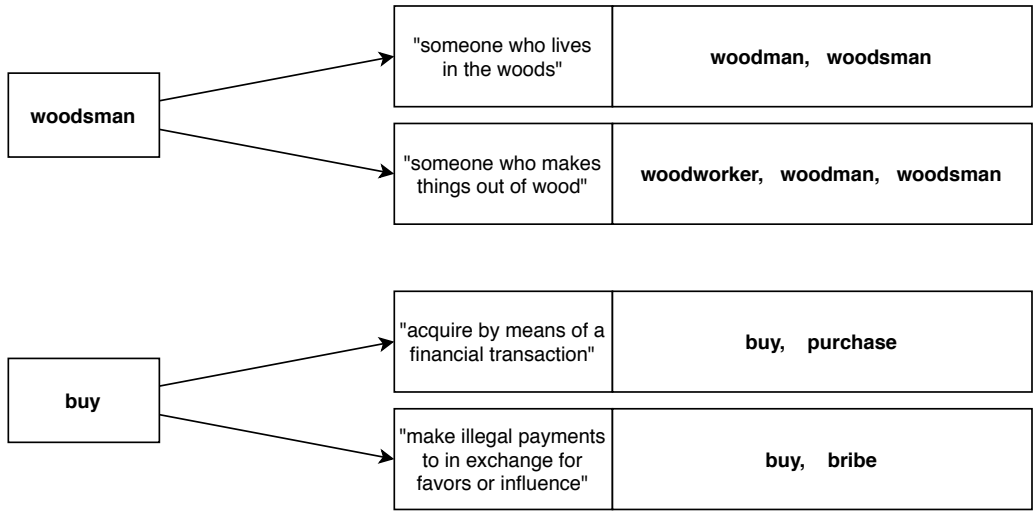 woodsman
"someone who lives
in the woods"
woodman, woodsman
"someone who makes
things out of wood"
woodworker, woodman, woodsman
buy
"acquire by means of a
financial transaction"
buy, purchase
"make illegal payments
to in exchange for
favors or influence"
buy, bribe